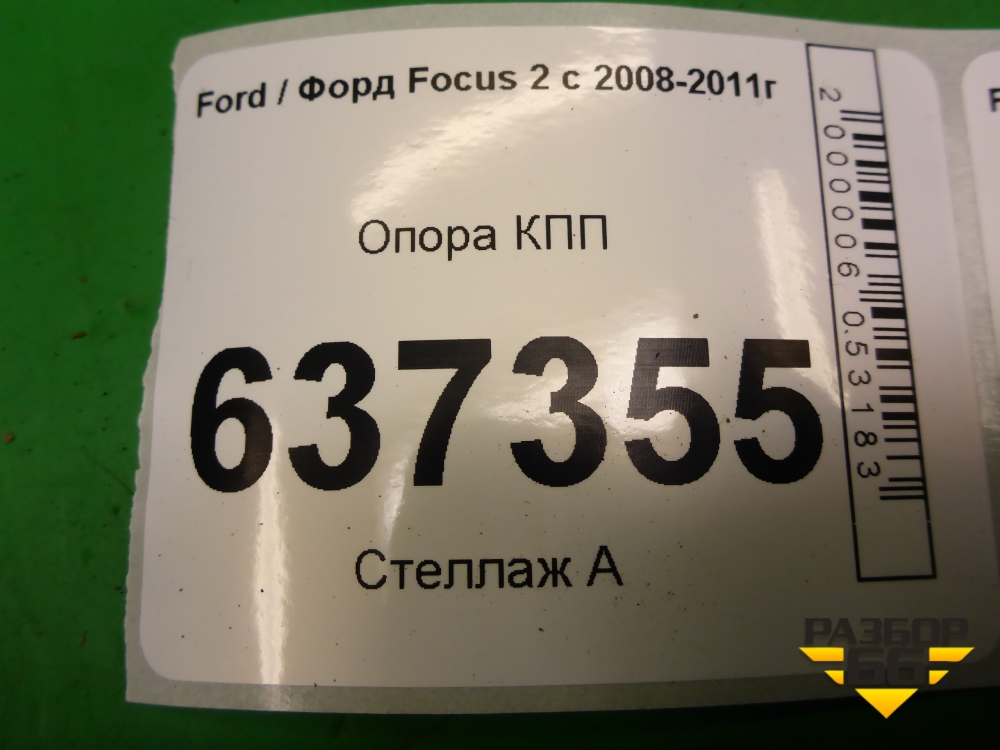 Ford / Форд Focus 2 с 2008-2011г
Опора КПП
637355
Стеллаж А
2000006053183
РАЗБОР
66